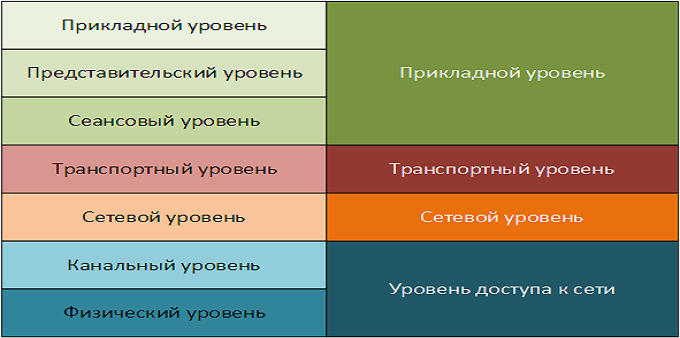 Прикладной уровень
Представительский уровень
Сеансовый уровень
Транспортный уровень
Сетевой уровень
Канальный уровень
Физический уровень
Прикладной уровень
Транспортный уровень
Сетевой уровень
Уровень доступа к сети